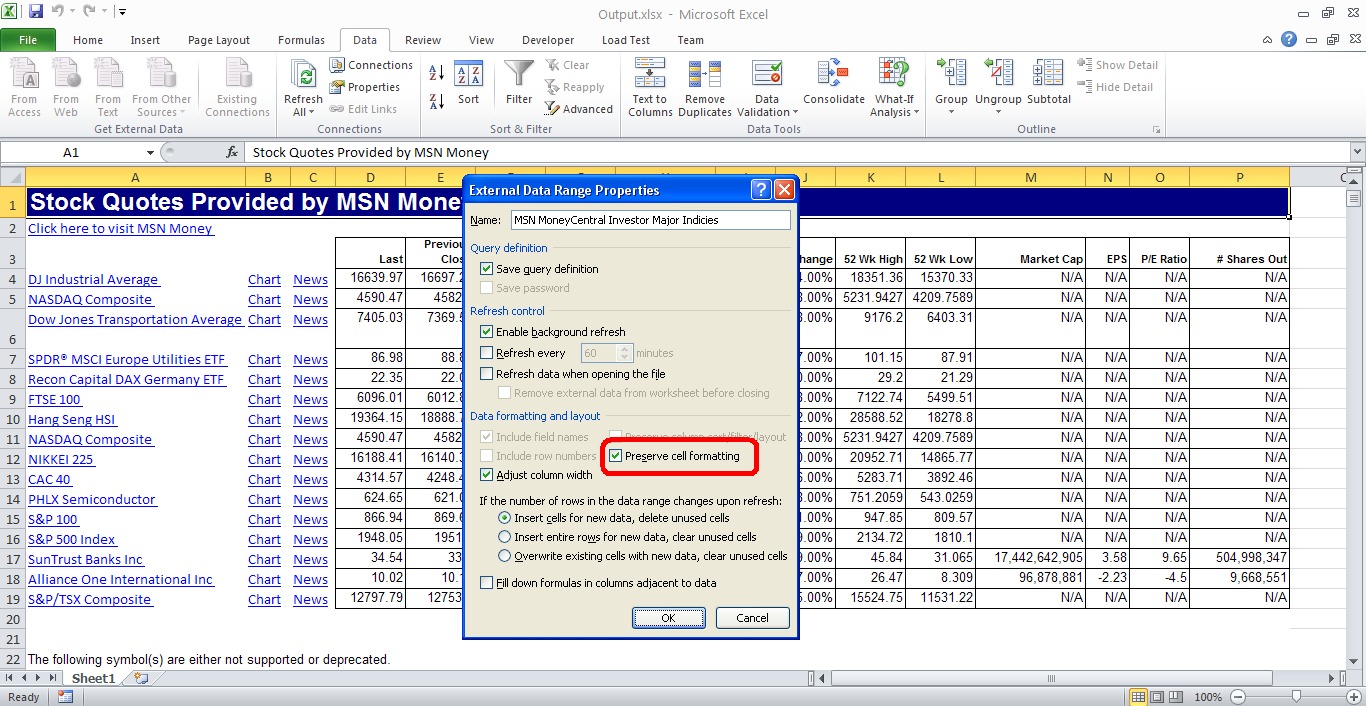 Output.xlsx - Microsoft Excel
File Home Insert Page Layout Formulas Data Review View Developer Load Test Team
From Access From Web From Text From Other Sources Existing Connections Refresh All Connections Properties Edit Links Sort Filter Clear Reapply Advanced Text to Columns Remove Duplicates Data Validation Consolidate What-If Analysis Group Ungroup Subtotal Show Detail Hide Detail
Get External Data Connections Sort & Filter Data Tools Outline
A1 fx Stock Quotes Provided by MSN Money
A B C D E J K L M N O P
1 Stock Quotes Provided by MSN Mone
2 Click here to visit MSN Money
3 Last Previou Clos hange 52 Wk High 52 Wk Low Market Cap EPS P/E Ratio # Shares Out
4 DJ Industrial Average Chart News 16639.97 16697.2 4.00% 18351.36 15370.33 N/A N/A N/A N/A
5 NASDAQ Composite Chart News 4590.47 4582 3.00% 5231.9427 4209.7589 N/A N/A N/A N/A
6 Dow Jones Transportation Average Chart News 7405.03 7369.5 3.00% 9176.2 6403.31 N/A N/A N/A N/A
7 SPDR® MSCI Europe Utilities ETF Chart News 86.98 88.8 7.00% 101.15 87.91 N/A N/A N/A N/A
8 Recon Capital DAX Germany ETF Chart News 22.35 22.0 0.00% 29.2 21.29 N/A N/A N/A N/A
9 FTSE 100 Chart News 6096.01 6012.8 3.00% 7122.74 5499.51 N/A N/A N/A N/A
10 Hang Seng HSI Chart News 19364.15 18888.7 2.00% 28588.52 18278.8 N/A N/A N/A N/A
11 NASDAQ Composite Chart News 4590.47 4582 3.00% 5231.9427 4209.7589 N/A N/A N/A N/A
12 NIKKEI 225 Chart News 16188.41 16140.3 0.00% 20952.71 14865.77 N/A N/A N/A N/A
13 CAC 40 Chart News 4314.57 4248.4 6.00% 5283.71 3892.46 N/A N/A N/A N/A
14 PHLX Semiconductor Chart News 624.65 621.0 8.00% 751.2059 543.0259 N/A N/A N/A N/A
15 S&P 100 Chart News 866.94 869.6 1.00% 947.85 809.57 N/A N/A N/A N/A
16 S&P 500 Index Chart News 1948.05 1951 9.00% 2134.72 1810.1 N/A N/A N/A N/A
17 SunTrust Banks Inc Chart News 34.54 33 9.00% 45.84 31.065 17,442,642,905 3.58 9.65 504,998,347
18 Alliance One International Inc Chart News 10.02 10.1 7.00% 26.47 8.309 96,878,881 -2.23 -4.5 9,668,551
19 S&P/TSX Composite Chart News 12797.79 12753 5.00% 15524.75 11531.22 N/A N/A N/A N/A
20
21
22 The following symbol(s) are either not supported or deprecated.
External Data Range Properties
Name: MSN MoneyCentral Investor Major Indicies
Query definition
Save query definition
Save password
Refresh control
Enable background refresh
Refresh every 60 minutes
Refresh data when opening the file
Remove external data from worksheet before closing
Data formatting and layout
Include field names Preserve column sort/filter/layout
Include row numbers Preserve cell formatting
Adjust column width
If the number of rows in the data range changes upon refresh:
Insert cells for new data, delete unused cells
Insert entire rows for new data, clear unused cells
Overwrite existing cells with new data, clear unused cells
Fill down formulas in columns adjacent to data
OK Cancel
Sheet1
Ready 100%